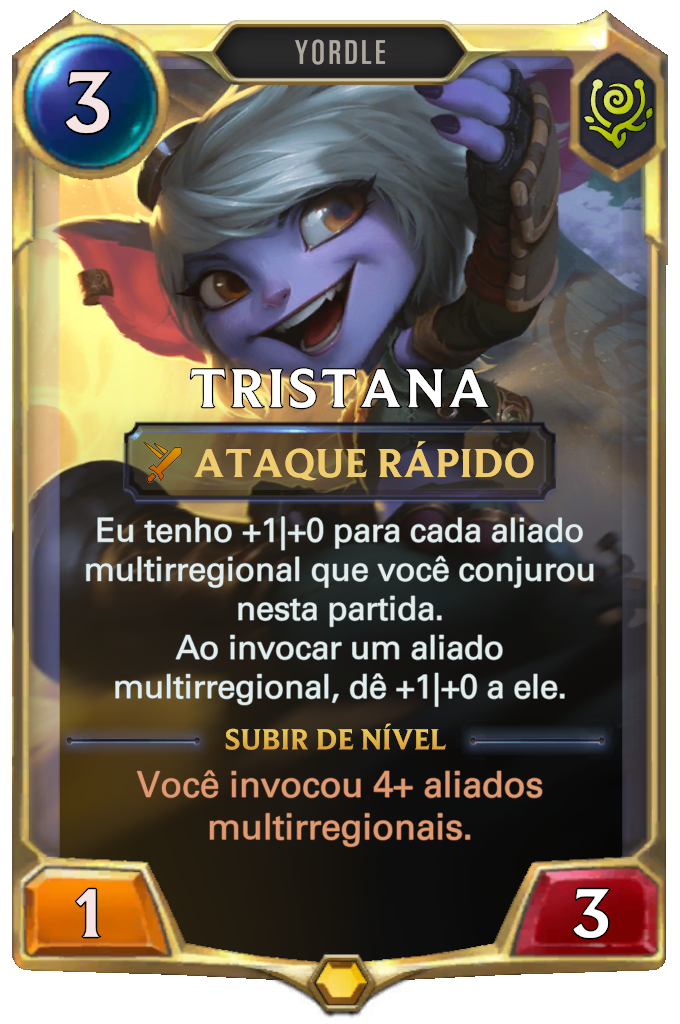 YORDLE
3
TRISTANA
ATAQUE RÁPIDO
Eu tenho +1|+0 para cada aliado
multirregional que você conjurou
nesta partida.
Ao invocar um aliado
multirregional, dê +1|+0 a ele.
SUBIR DE NÍVEL
Você invocou 4+ aliados
multirregionais.
1
3